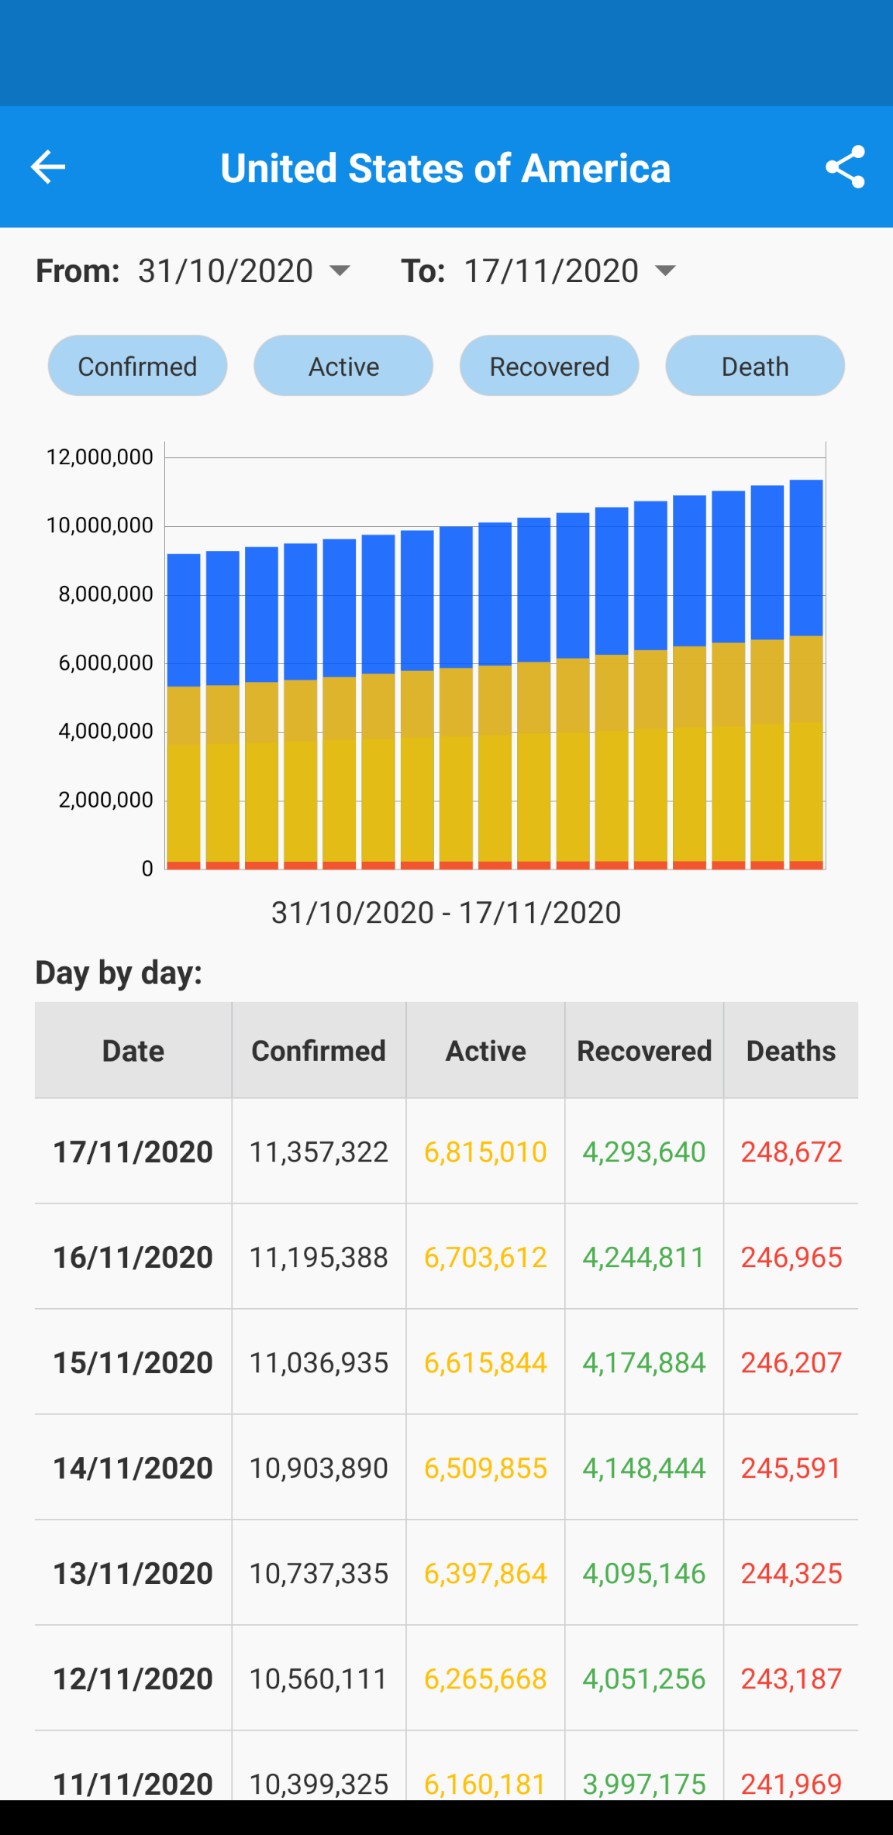 United States of America
From: 31/10/2020 To: 17/11/2020
Confirmed Active Recovered Death
12,000,000
10,000,000
8,000,000
6,000,000
4,000,000
2,000,000
0
31/10/2020 - 17/11/2020
Day by day:
Date Confirmed Active Recovered Deaths
17/11/2020 11,357,322 6,815,010 4,293,640 248,672
16/11/2020 11,195,388 6,703,612 4,244,811 246,965
15/11/2020 11,036,935 6,615,844 4,174,884 246,207
14/11/2020 10,903,890 6,509,855 4,148,444 245,591
13/11/2020 10,737,335 6,397,864 4,095,146 244,325
12/11/2020 10,560,111 6,265,668 4,051,256 243,187
11/11/2020 10,399,325 6,160,181 3,997,175 241,969